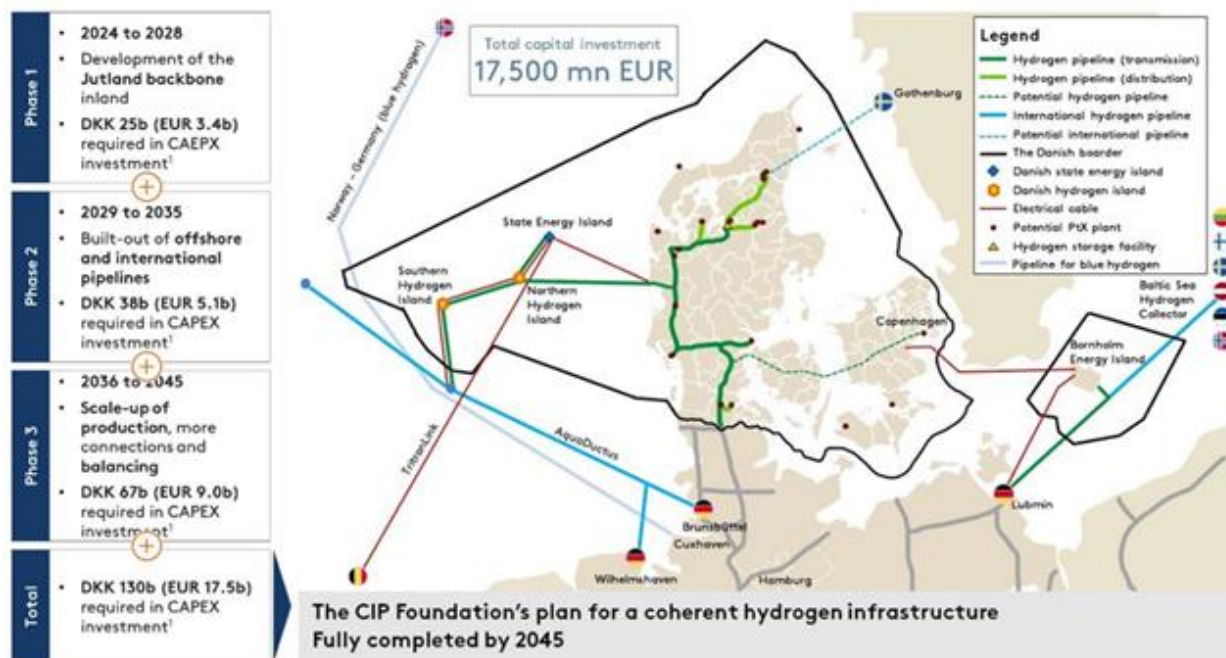 Phase 1
• 2024 to 2028
• Development of the
Jutland backbone
inland
• DKK 25b (EUR 3.4b)
required in CAEPX
investment¹
Phase 2
• 2029 to 2035
• Built-out of offshore
and international
pipelines
• DKK 38b (EUR 5.1b)
required in CAPEX
investment¹
Phase 3
• 2036 to 2045
• Scale-up of
production, more
connections and
balancing
• DKK 67b (EUR 9.0b)
required in CAPEX
investment¹
Total
• DKK 130b (EUR 17.5b)
required in CAPEX
investment¹
Total capital investment
17,500 mn EUR
Norway - Germany (blue hydrogen)
State Energy Island
Southern
Hydrogen
Island
Northern
Hydrogen
Island
TritonLink
AquaDuctus
Brunsbüttel
Cuxhaven
Wilhelmshaven
Hamburg
Gothenburg
Copenhagen
Lubmin
Bornholm
Energy Island
Baltic Sea
Hydrogen
Collector
Legend
Hydrogen pipeline (transmission)
Hydrogen pipeline (distribution)
Potential hydrogen pipeline
International hydrogen pipeline
Potential international pipeline
The Danish boarder
Danish state energy island
Danish hydrogen island
Electrical cable
Potential PtX plant
Hydrogen storage facility
Pipeline for blue hydrogen
The CIP Foundation's plan for a coherent hydrogen infrastructure
Fully completed by 2045